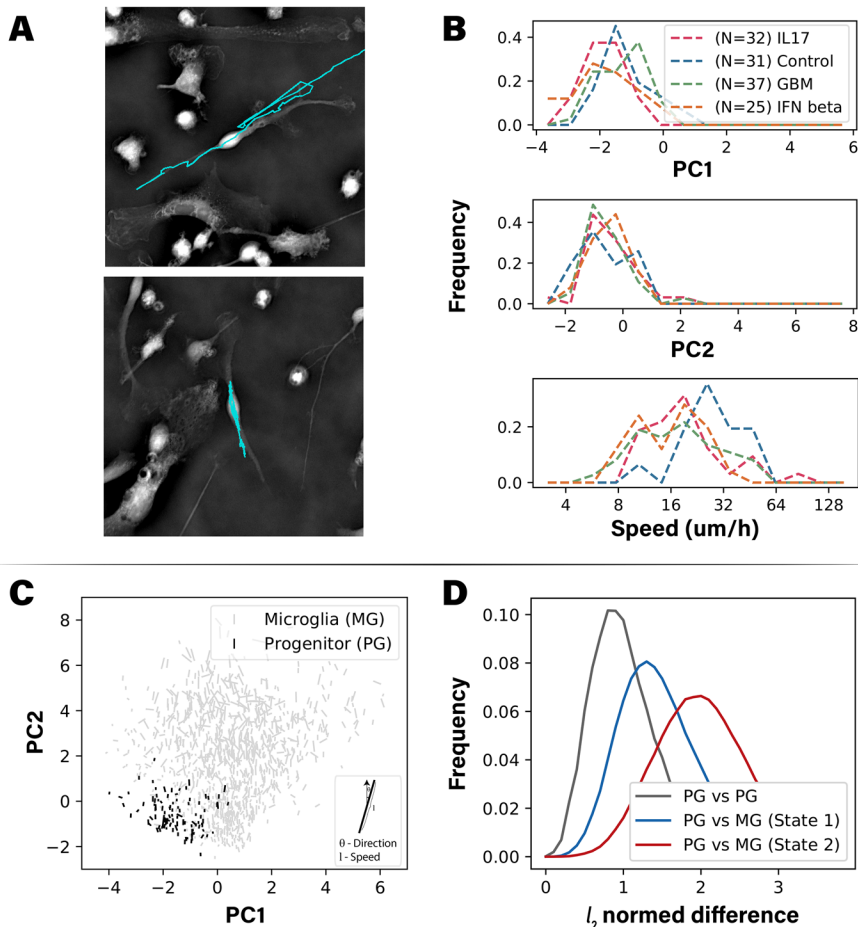 A
B
0.4
0.2
0.0
(N=32) IL17
(N=31) Control
(N=37) GBM
(N=25) IFN beta
−4 −2 0 2 4 6
PC1
Frequency
0.4
0.2
0.0
−2 0 2 4 6 8
PC2
0.2
0.0
4 8 16 32 64 128
Speed (um/h)
C
8
6
4
2
0
−2
PC2
Microglia (MG)
Progenitor (PG)
θ - Direction
l - Speed
−4 −2 0 2 4 6
PC1
D
0.10
0.08
0.06
0.04
0.02
0.00
Frequency
PG vs PG
PG vs MG (State 1)
PG vs MG (State 2)
0 1 2 3
l2 normed difference